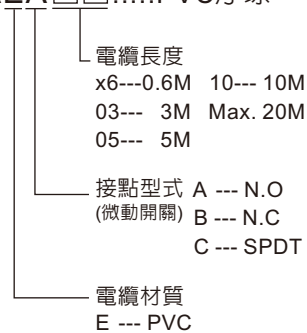 電纜長度
x6---0.6M 10--- 10M
03--- 3M Max. 20M
05--- 5M
接點型式 A --- N.O
(微動開關) B --- N.C
C --- SPDT
電纜材質
E --- PVC